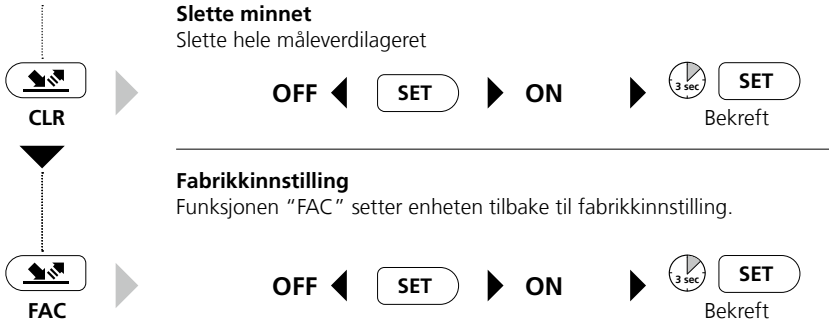 Slette minnet
Slette hele måleverdilageret
OFF SET ON 3 sec SET
CLR Bekreft
Fabrikkinnstilling
Funksjonen “FAC” setter enheten tilbake til fabrikkinnstilling.
OFF SET ON 3 sec SET
FAC Bekreft